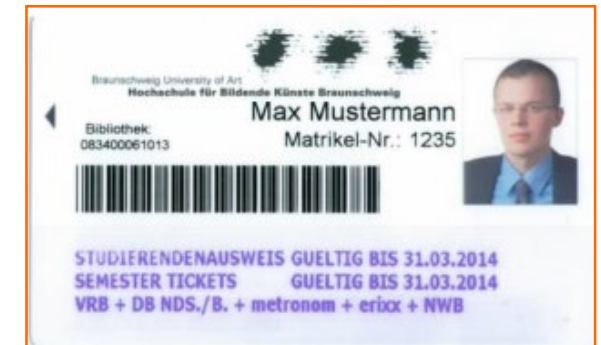 Braunschweig University of Art
Hochschule für Bildende Künste Braunschweig
Max Mustermann
Matrikel-Nr.: 1235
Bibliothek:
083400061013
STUDIERENDENAUSWEIS GUELTIG BIS 31.03.2014
SEMESTER TICKETS GUELTIG BIS 31.03.2014
VRB + DB NDS./B. + metronom + erixx + NWB